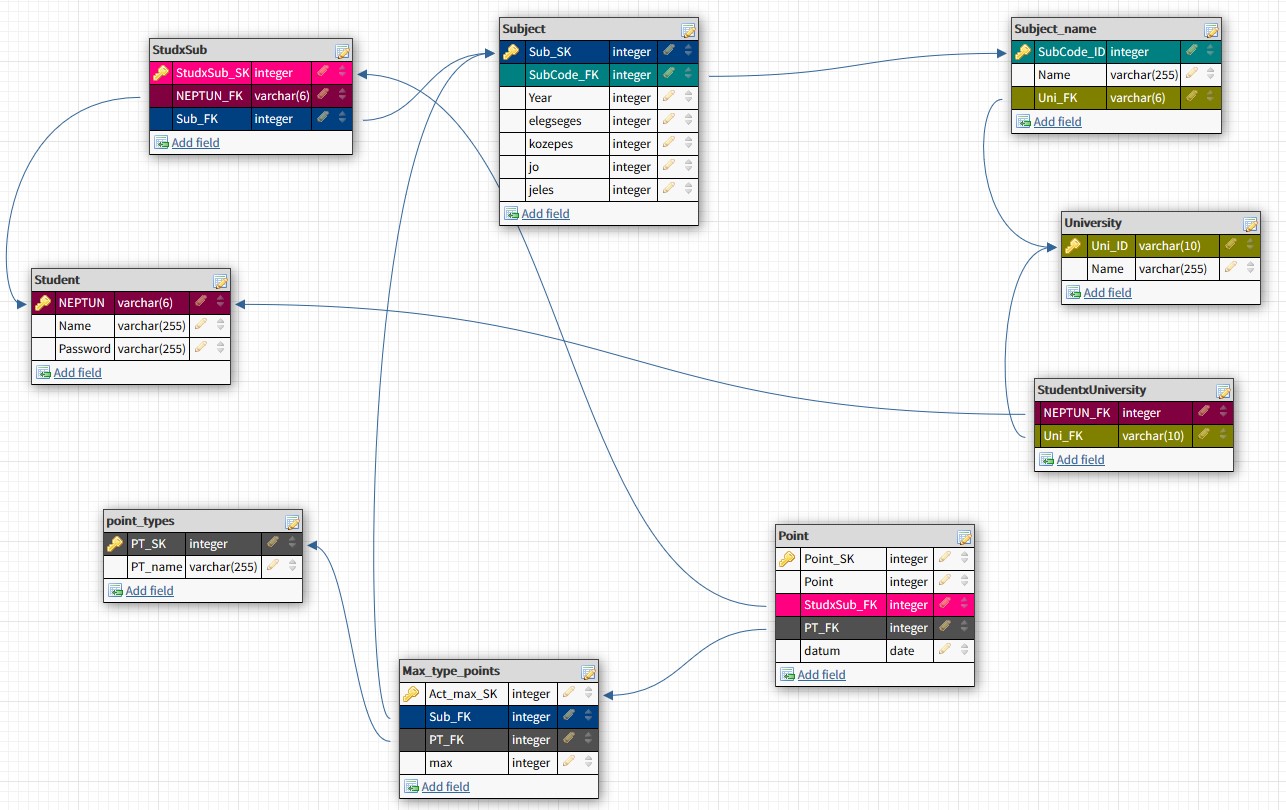 StudxSub
StudxSub_SK integer
NEPTUN_FK varchar(6)
Sub_FK integer
Add field
Subject
Sub_SK integer
SubCode_FK integer
Year integer
elegseges integer
kozepes integer
jo integer
jeles integer
Add field
Subject_name
SubCode_ID integer
Name varchar(255)
Uni_FK varchar(6)
Add field
University
Uni_ID varchar(10)
Name varchar(255)
Add field
Student
NEPTUN varchar(6)
Name varchar(255)
Password varchar(255)
Add field
StudentxUniversity
NEPTUN_FK integer
Uni_FK varchar(10)
Add field
point_types
PT_SK integer
PT_name varchar(255)
Add field
Point
Point_SK integer
Point integer
StudxSub_FK integer
PT_FK integer
datum date
Add field
Max_type_points
Act_max_SK integer
Sub_FK integer
PT_FK integer
max integer
Add field